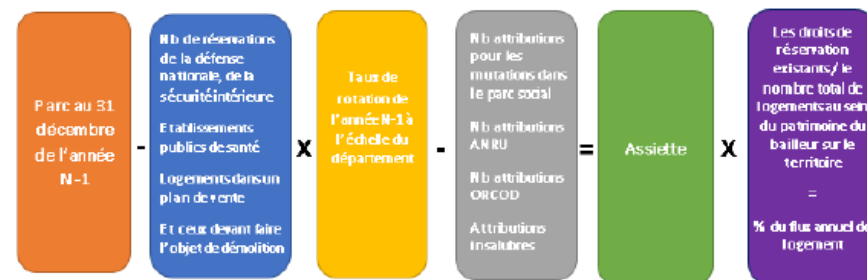 Parc au 31
décembre
de l'année
N-1
-
Nb de réservations
de la défense
nationale, de la
sécurité intérieure
Etablissements
publics de santé
Logements dans un
plan de vente
Et ceux devant faire
l'objet de démolition
X
Taux de
rotation de
l'année N-1 à
l'échelle du
département
-
Nb attributions
pour les
mutations dans
le parc social
Nb attributions
ANRU
Nb attributions
ORCOD
Attributions
insalubres
=
Assiette
X
Les droits de
réservation
existants / le
nombre total de
logements au sein
du patrimoine du
bailleur sur le
territoire
=
% du flux annuel de
logement